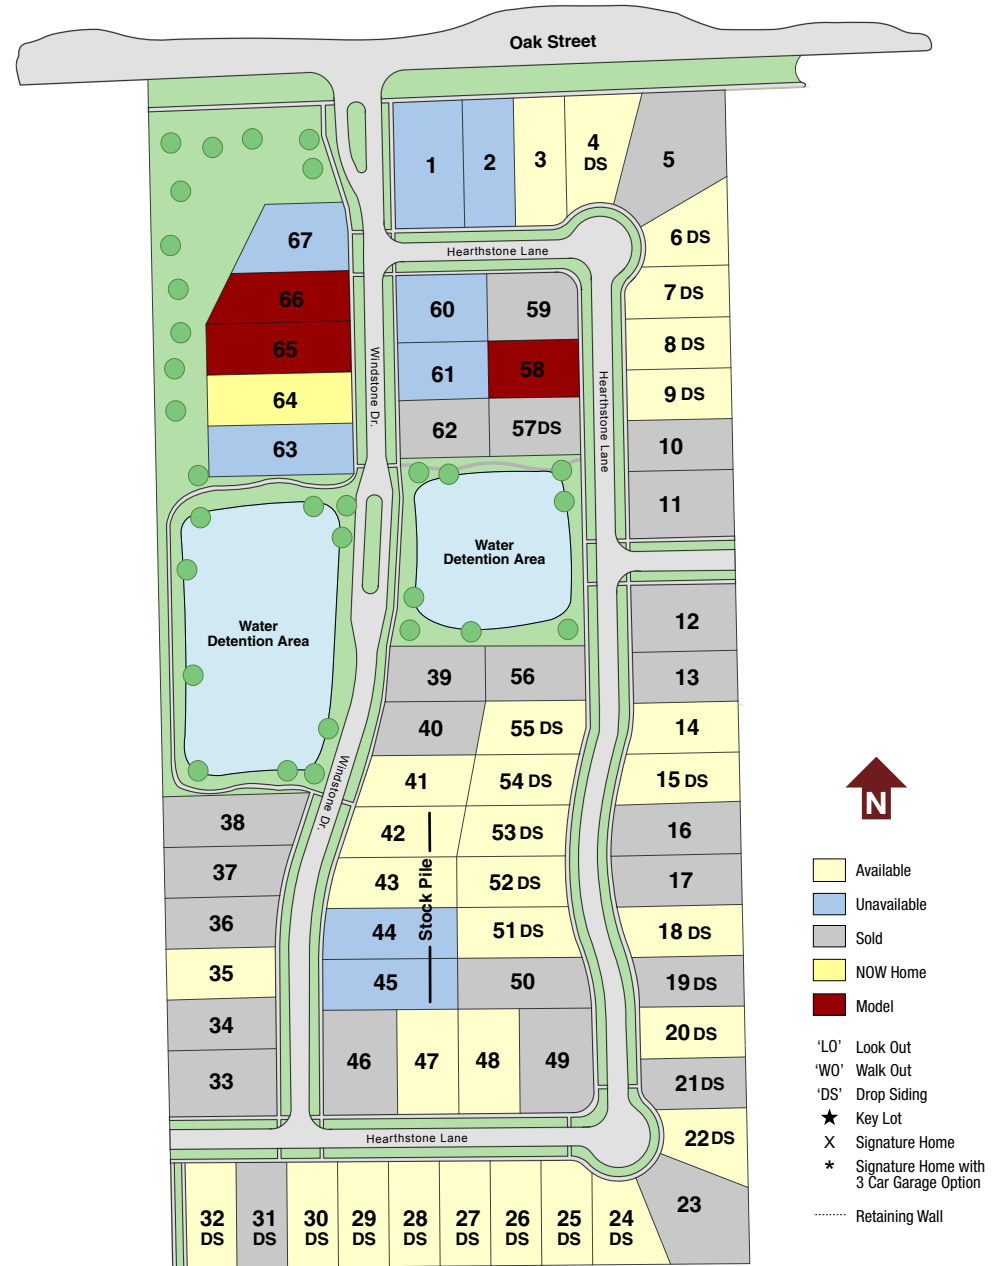 Oak Street
1
2
3
4
DS
5
67
Hearthstone Lane
6 DS
66
60
59
7 DS
65
Windstone Dr.
61
58
Hearthstone Lane
8 DS
64
9 DS
63
62
57 DS
10
11
Water
Detention Area
Water
Detention Area
12
39
56
13
40
55 DS
14
Windstone Dr.
41
54 DS
15 DS
38
42
53 DS
16
37
43
Stock Pile
52 DS
17
36
44
51 DS
18 DS
35
45
50
19 DS
34
46
47
48
49
20 DS
33
21 DS
Hearthstone Lane
22 DS
32
DS
31
DS
30
DS
29
DS
28
DS
27
DS
26
DS
25
DS
24
DS
23
N
Available
Unavailable
Sold
NOW Home
Model
'LO' Look Out
'WO' Walk Out
'DS' Drop Siding
★ Key Lot
X Signature Home
* Signature Home with
3 Car Garage Option
Retaining Wall